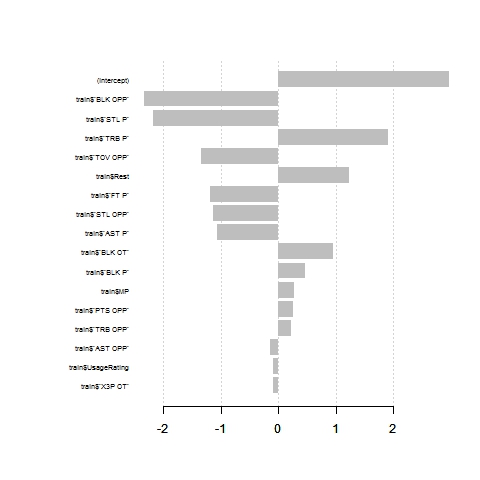 (Intercept)
train$`BLK OPP`
train$`STL P`
train$`TRB P`
train$`TOV OPP`
train$Rest
train$`FT P`
train$`STL OPP`
train$`AST P`
train$`BLK OT`
train$`BLK P`
train$MP
train$`PTS OPP`
train$`TRB OPP`
train$`AST OPP`
train$UsageRating
train$`X3P OT`
-2 -1 0 1 2